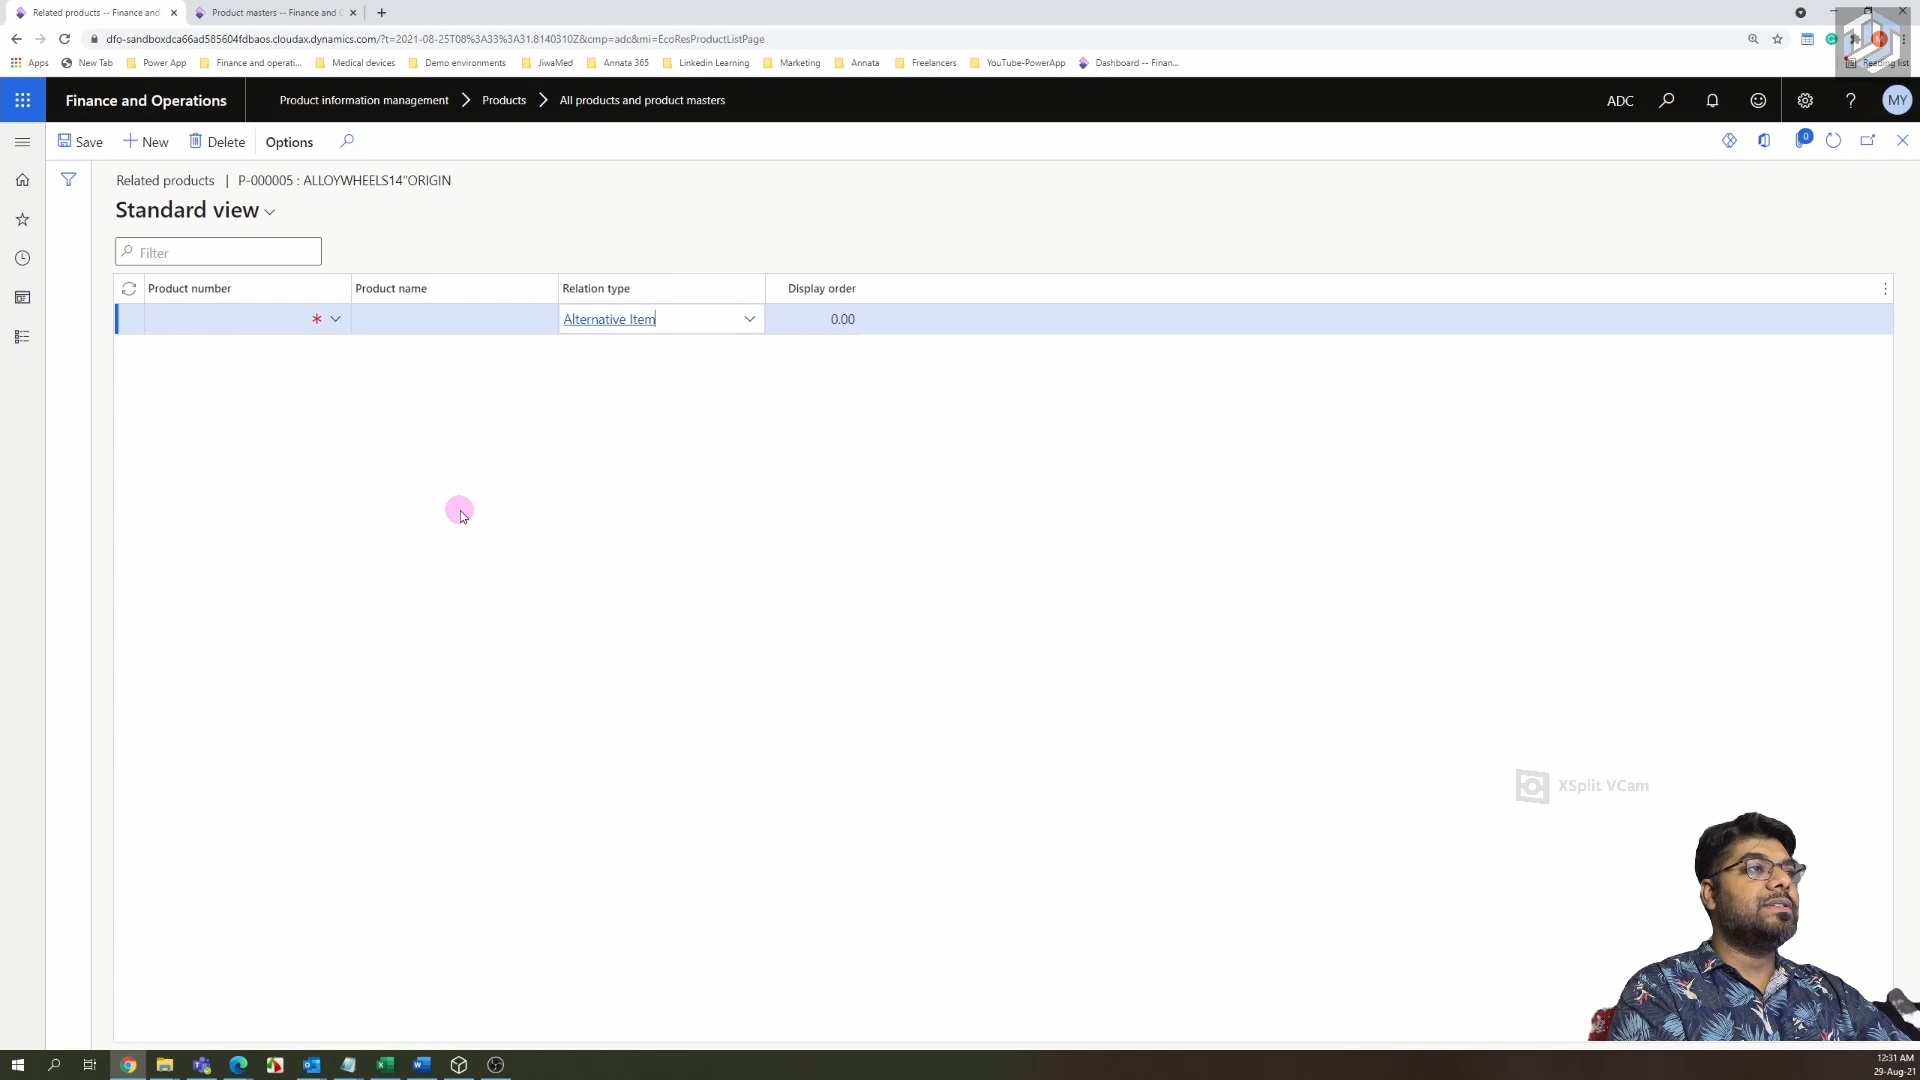 Related products -- Finance and
Product masters -- Finance and O
dfo-sandboxdca66ad585604fdbaos.cloudax.dynamics.com/?t=2021-08-25T08%3A33%3A31.8140310Z&cmp=adc&mi=EcoResProductListPage
Apps New Tab Power App Finance and operati... Medical devices Demo environments JiwaMed Annata 365 Linkedin Learning Marketing Annata Freelancers YouTube-PowerApp Dashboard -- Finan... Reading list
Finance and Operations Product information management Products All products and product masters ADC ? MY
Save New Delete Options 0
Related products | P-000005 : ALLOYWHEELS14"ORIGIN
Standard view
Filter
Product number Product name Relation type Display order
* Alternative Item 0.00
XSplit VCam
12:31 AM
29-Aug-21